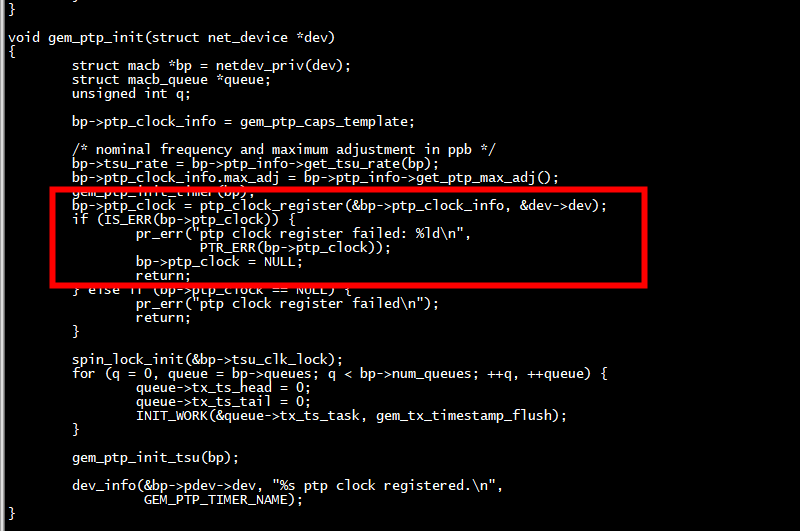 }
void gem_ptp_init(struct net_device *dev)
{
struct macb *bp = netdev_priv(dev);
struct macb_queue *queue;
unsigned int q;
bp->ptp_clock_info = gem_ptp_caps_template;
/* nominal frequency and maximum adjustment in ppb */
bp->tsu_rate = bp->ptp_info->get_tsu_rate(bp);
bp->ptp_clock_info.max_adj = bp->ptp_info->get_ptp_max_adj();
gem_ptp_init_timer(bp);
bp->ptp_clock = ptp_clock_register(&bp->ptp_clock_info, &dev->dev);
if (IS_ERR(bp->ptp_clock)) {
pr_err("ptp clock register failed: %ld\n",
PTR_ERR(bp->ptp_clock));
bp->ptp_clock = NULL;
return;
} else if (bp->ptp_clock == NULL) {
pr_err("ptp clock register failed\n");
return;
}
spin_lock_init(&bp->tsu_clk_lock);
for (q = 0, queue = bp->queues; q < bp->num_queues; ++q, ++queue) {
queue->tx_ts_head = 0;
queue->tx_ts_tail = 0;
INIT_WORK(&queue->tx_ts_task, gem_tx_timestamp_flush);
}
gem_ptp_init_tsu(bp);
dev_info(&bp->pdev->dev, "%s ptp clock registered.\n",
GEM_PTP_TIMER_NAME);
}